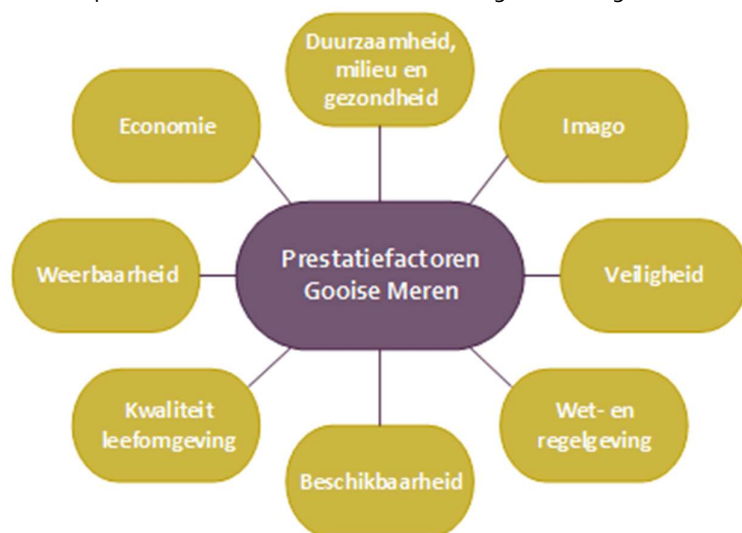 Duurzaamheid,
milieu en
gezondheid
Economie
Imago
Prestatiefactoren
Gooise Meren
Weerbaarheid
Veiligheid
Kwaliteit
leefomgeving
Wet- en
regelgeving
Beschikbaarheid